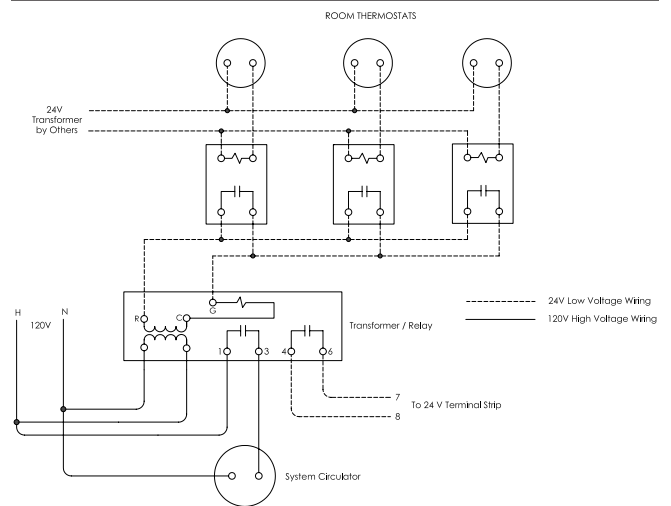 ROOM THERMOSTATS
24V
Transformer
by Others
G
R
C
H
N
120V
1
3
4
6
Transformer / Relay
24V Low Voltage Wiring
120V High Voltage Wiring
7
To 24 V Terminal Strip
8
System Circulator